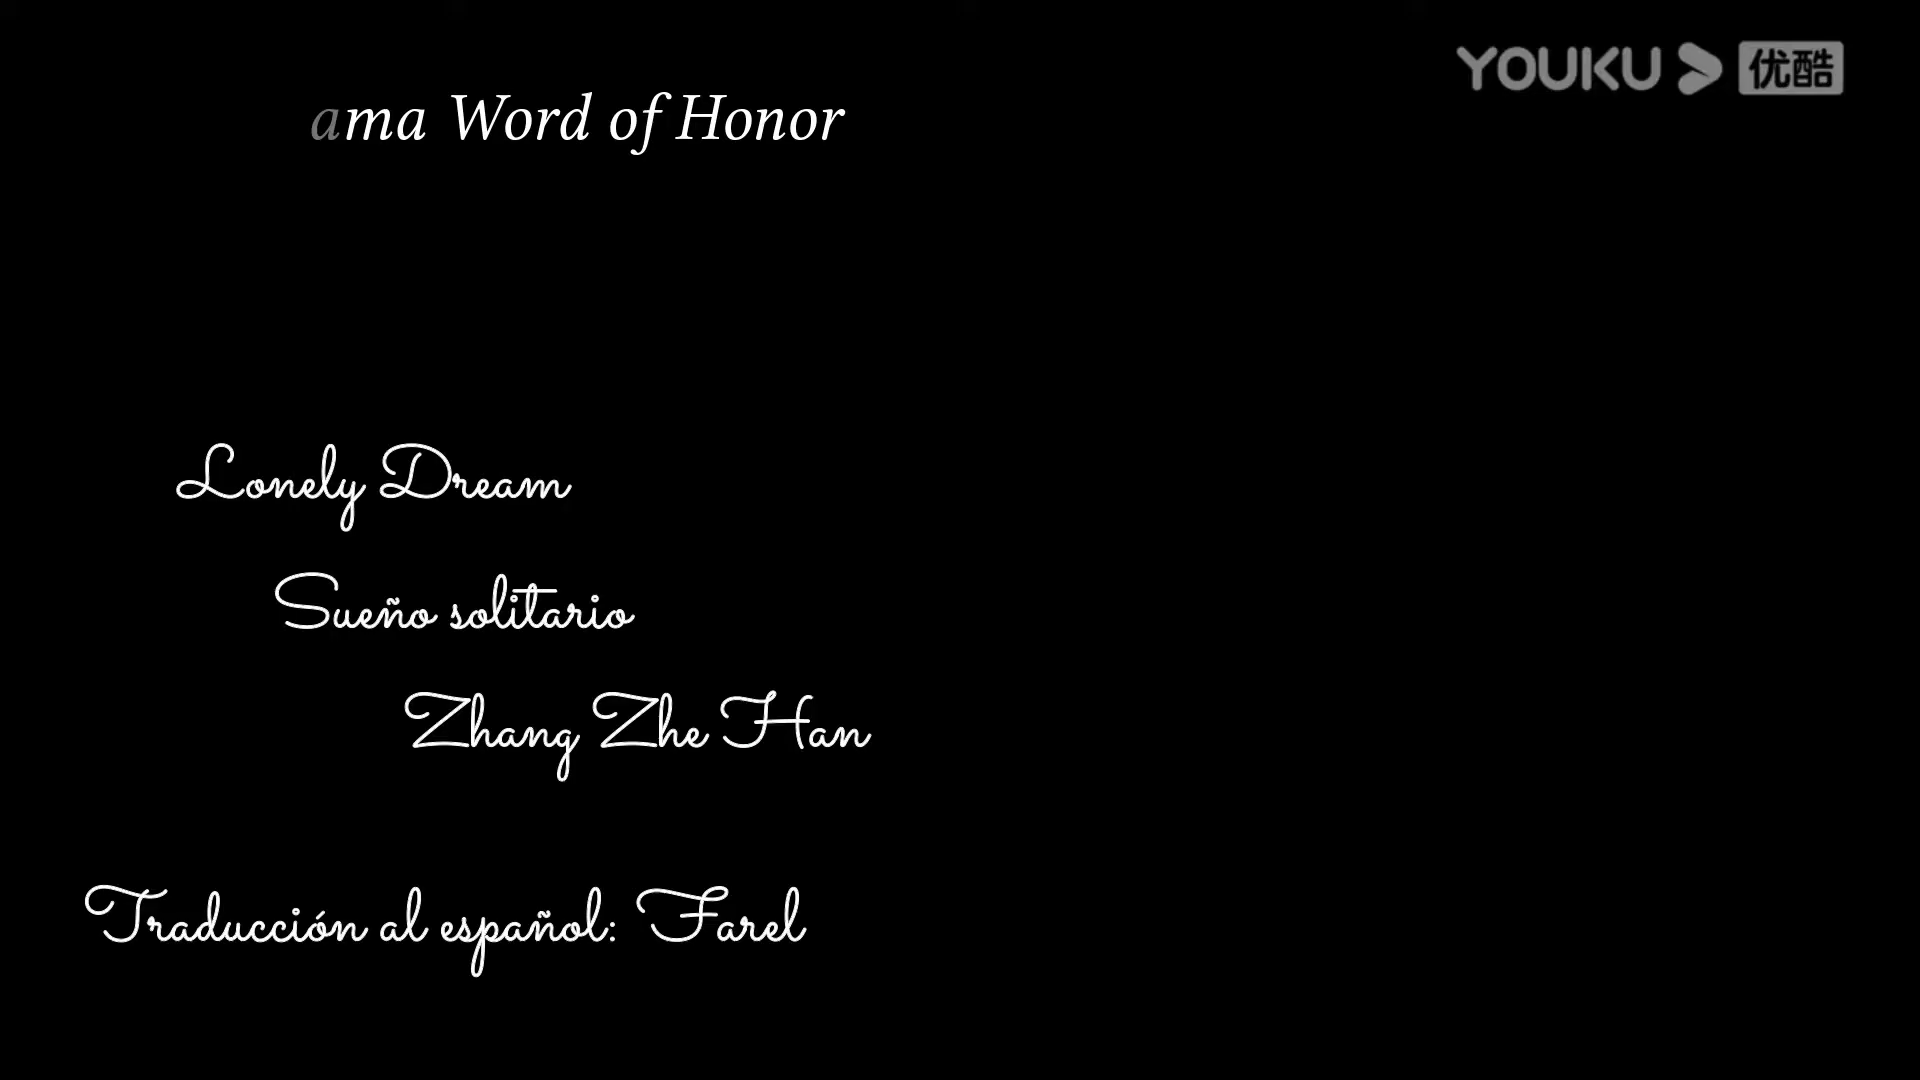 YOUKU 优酷
ama Word of Honor
Lonely Dream
Sueño solitario
Zhang Zhe Han
Traducción al español: Farel